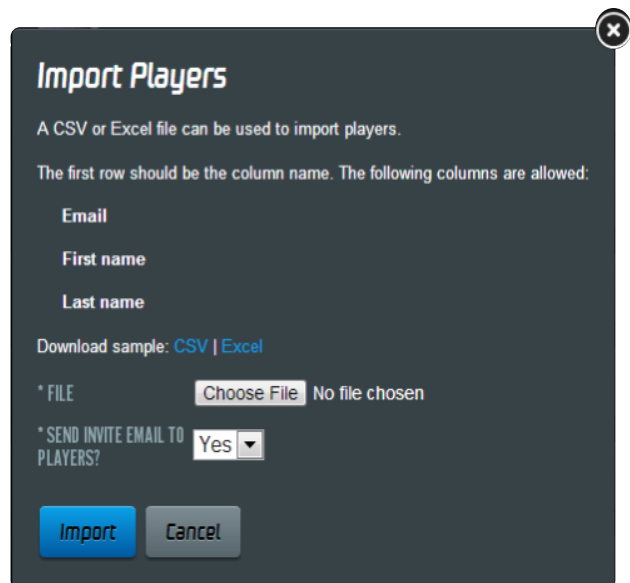 Import Players
A CSV or Excel file can be used to import players.
The first row should be the column name. The following columns are allowed:
Email
First name
Last name
Download sample: CSV | Excel
* FILE Choose File No file chosen
* SEND INVITE EMAIL TO
PLAYERS? Yes
Import Cancel